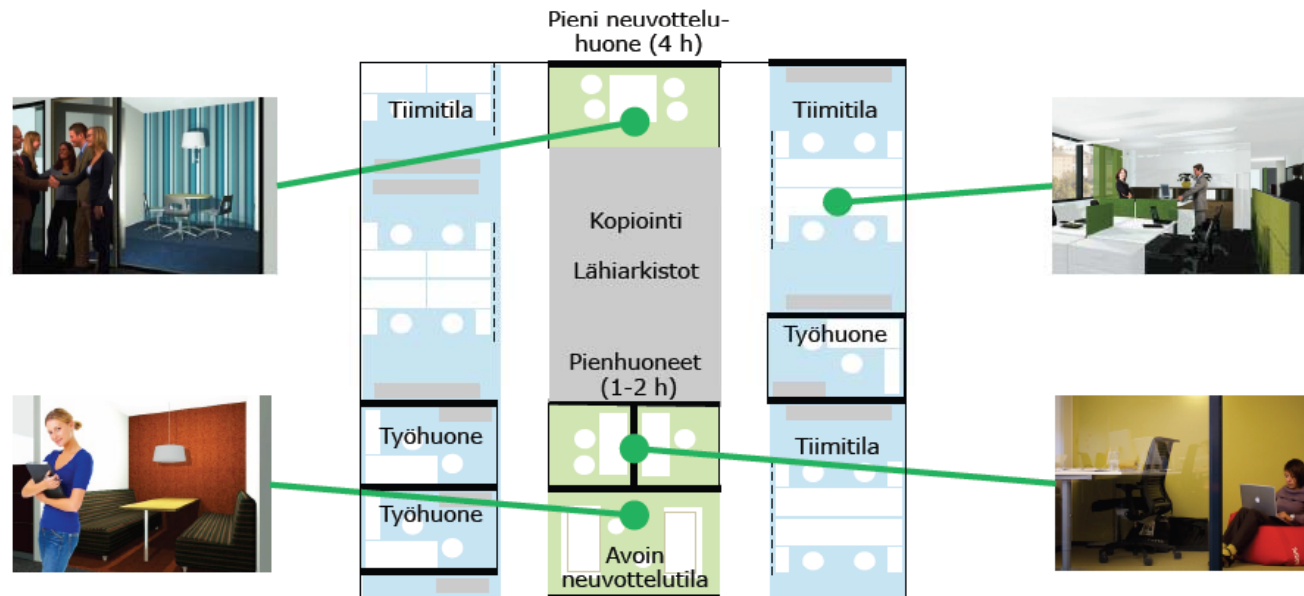 Pieni neuvottelu-
huone (4 h)
Tiimitila
Tiimitila
Kopiointi
Lähiarkistot
Työhuone
Pienhuoneet
(1-2 h)
Työhuone
Tiimitila
Työhuone
Avoin
neuvottelutila